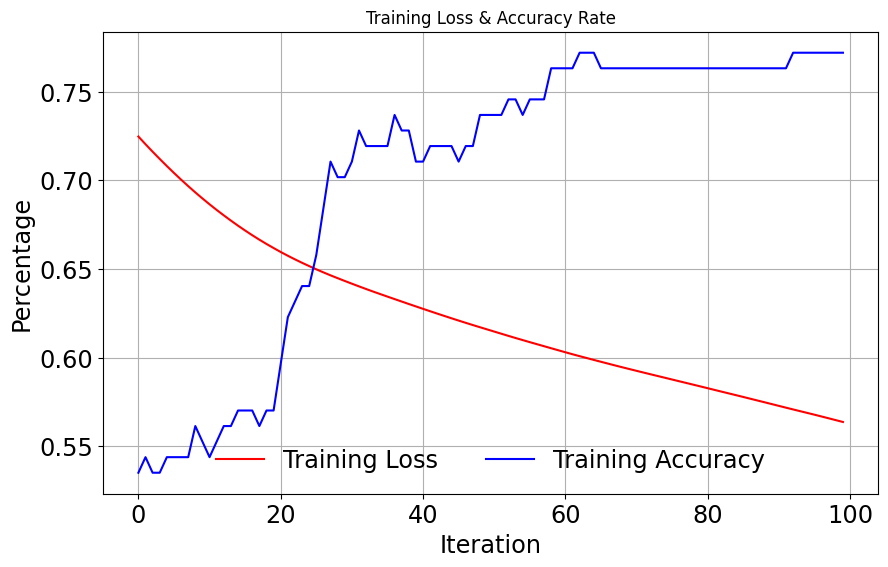 Training Loss & Accuracy Rate
Percentage
0.75
0.70
0.65
0.60
0.55
Training Loss Training Accuracy
0 20 40 60 80 100
Iteration